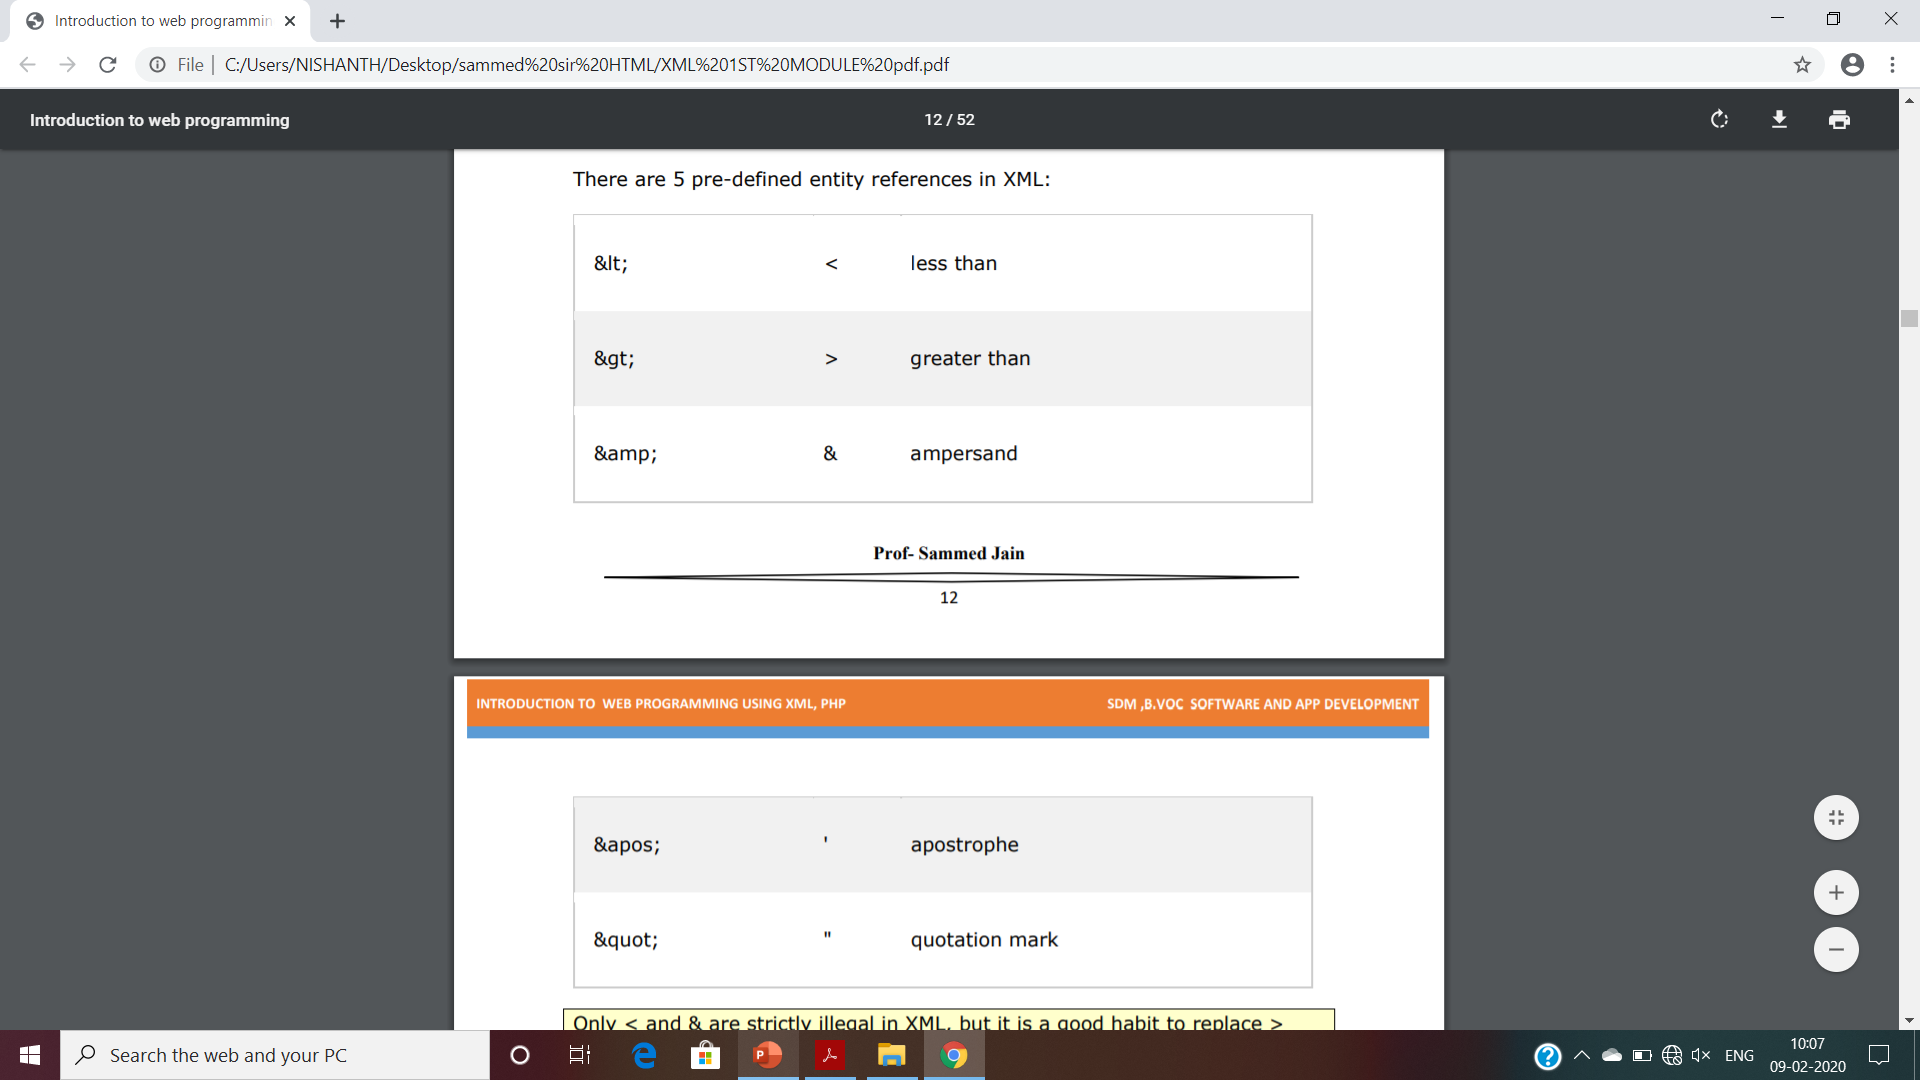 Introduction to web programmin
File | C:/Users/NISHANTH/Desktop/sammed%20sir%20HTML/XML%201ST%20MODULE%20pdf.pdf
Introduction to web programming
12 / 52
There are 5 pre-defined entity references in XML:
&lt; < less than
&gt; > greater than
&amp; & ampersand
Prof- Sammed Jain
12
INTRODUCTION TO WEB PROGRAMMING USING XML, PHP
SDM ,B.VOC SOFTWARE AND APP DEVELOPMENT
&apos; ' apostrophe
&quot; " quotation mark
Only < and & are strictly illegal in XML, but it is a good habit to replace >
Search the web and your PC
ENG
10:07
09-02-2020